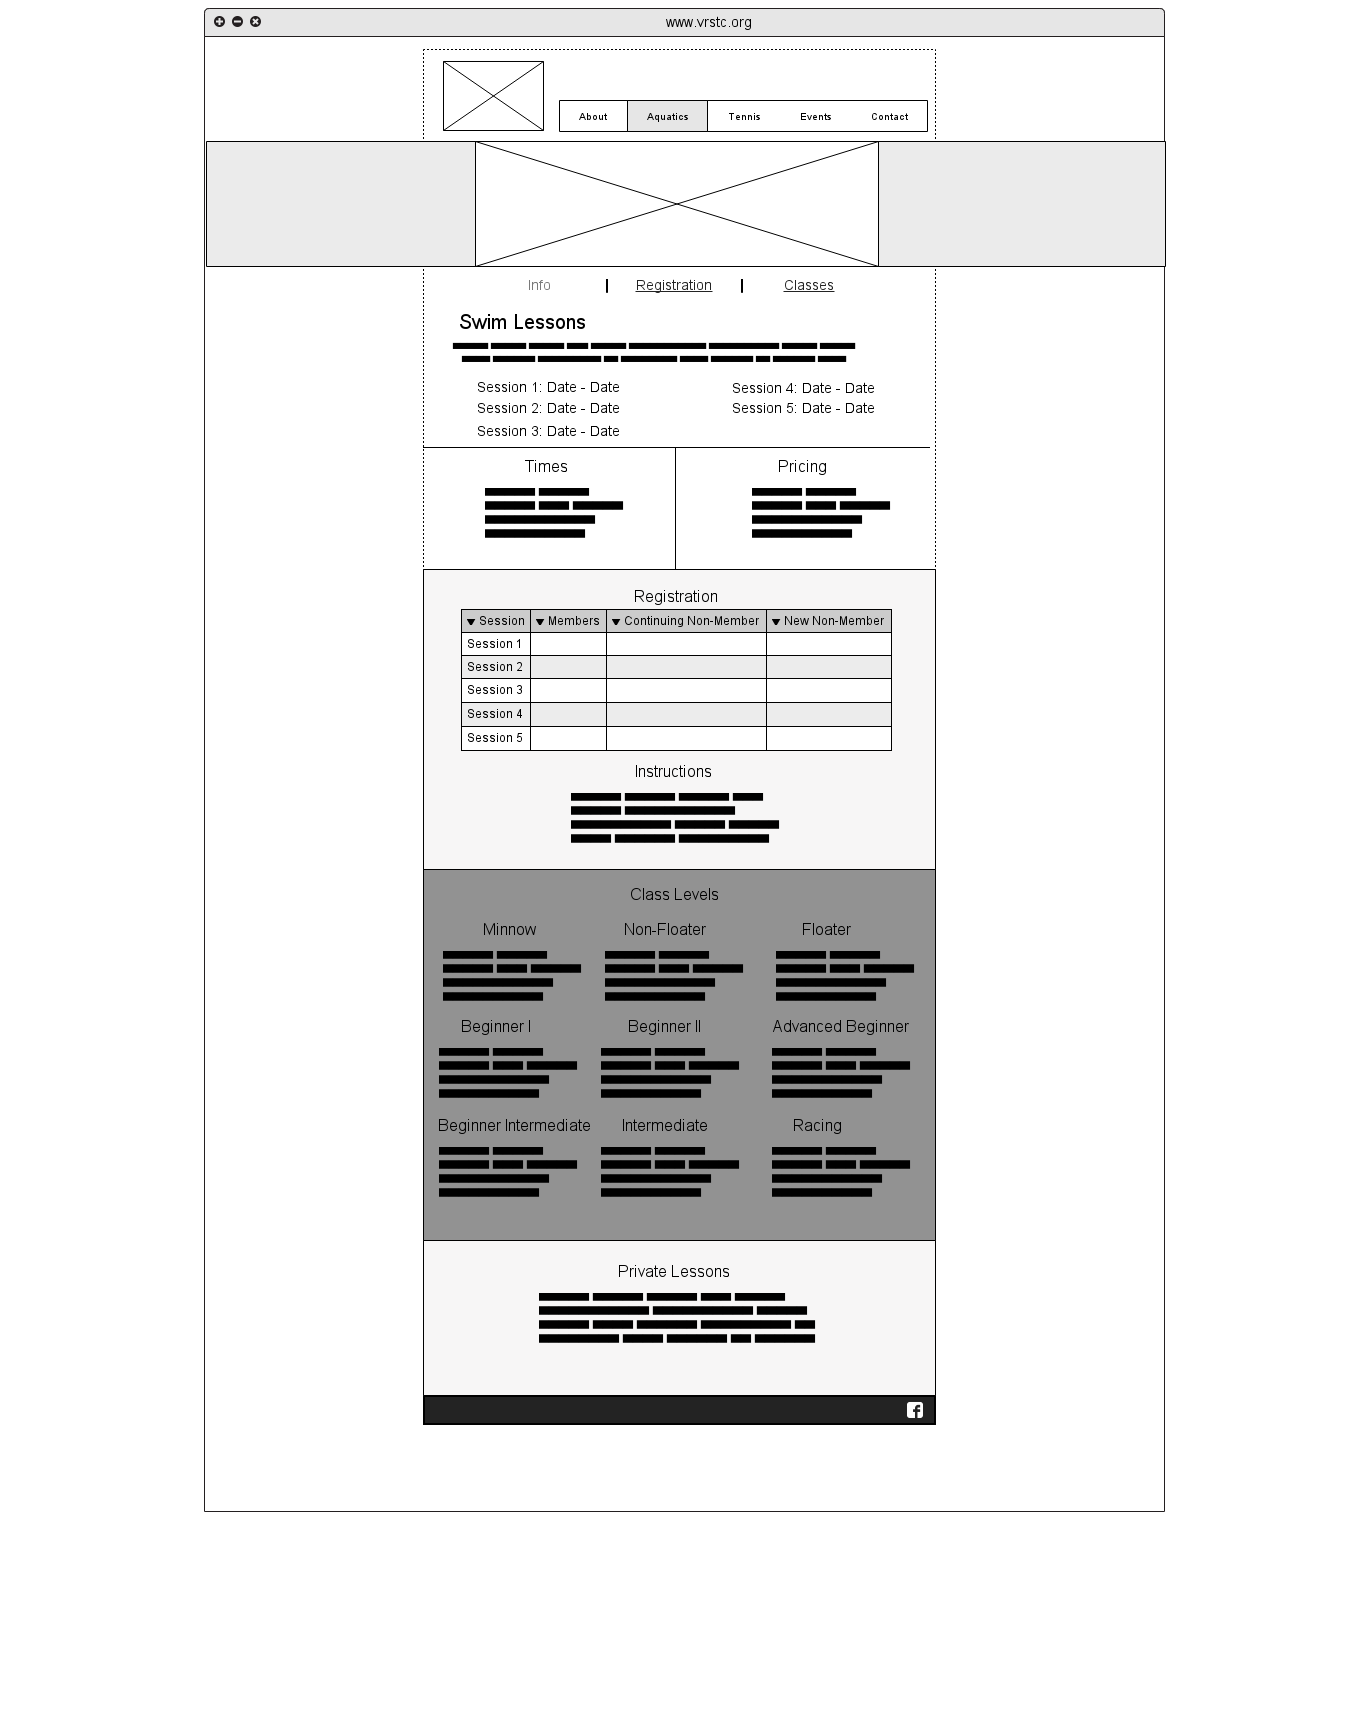 www.vrstc.org
About Aquatics Tennis Events Contact
Info Registration Classes
Swim Lessons
Session 1: Date - Date Session 4: Date - Date
Session 2: Date - Date Session 5: Date - Date
Session 3: Date - Date
Times Pricing
Registration
Session Members Continuing Non-Member New Non-Member
Session 1
Session 2
Session 3
Session 4
Session 5
Instructions
Class Levels
Minnow Non-Floater Floater
Beginner I Beginner II Advanced Beginner
Beginner Intermediate Intermediate Racing
Private Lessons